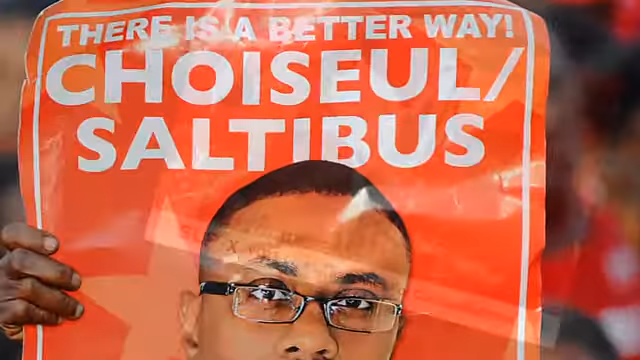 THERE IS A BETTER WAY!
CHOISEUL/
SALTIBUS